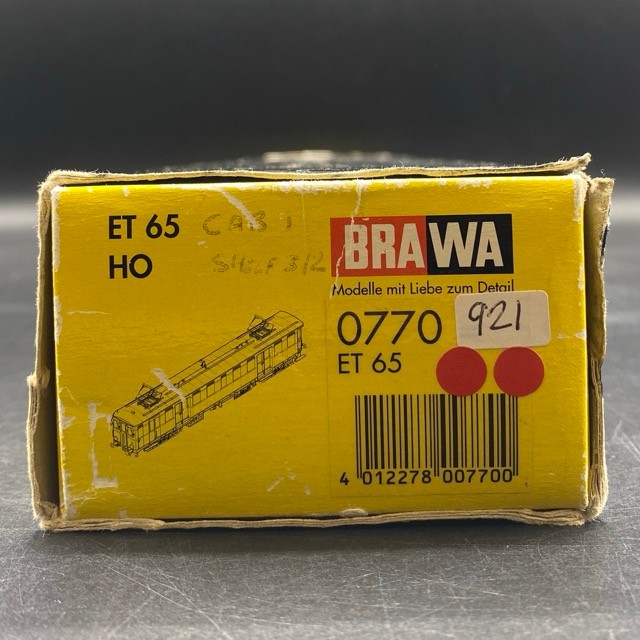 ET 65 CAB 1
HO SHELF 3/2
BRAWA
Modelle mit Liebe zum Detail
0770 921
ET 65
4 012278 007700